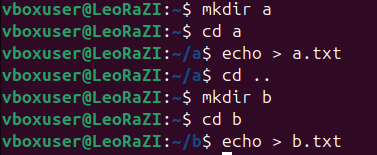 vboxuser@LeoRaZI:~$ mkdir a
vboxuser@LeoRaZI:~$ cd a
vboxuser@LeoRaZI:~/a$ echo > a.txt
vboxuser@LeoRaZI:~/a$ cd ..
vboxuser@LeoRaZI:~$ mkdir b
vboxuser@LeoRaZI:~$ cd b
vboxuser@LeoRaZI:~/b$ echo > b.txt